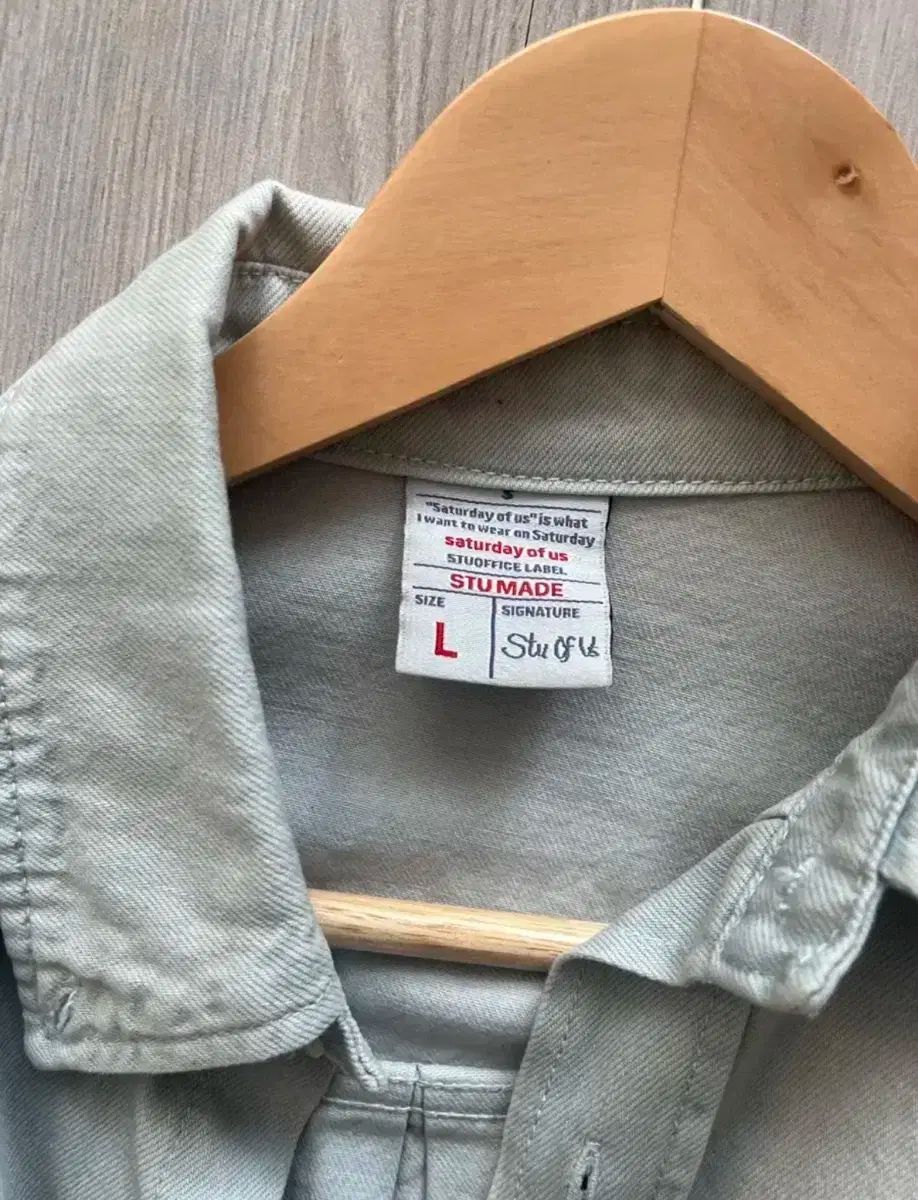 "Saturday of us" is what
I want to wear on Saturday
saturday of us
STUOFFICE LABEL.
STU MADE
SIZE
SIGNATURE
L
Stu Of Us